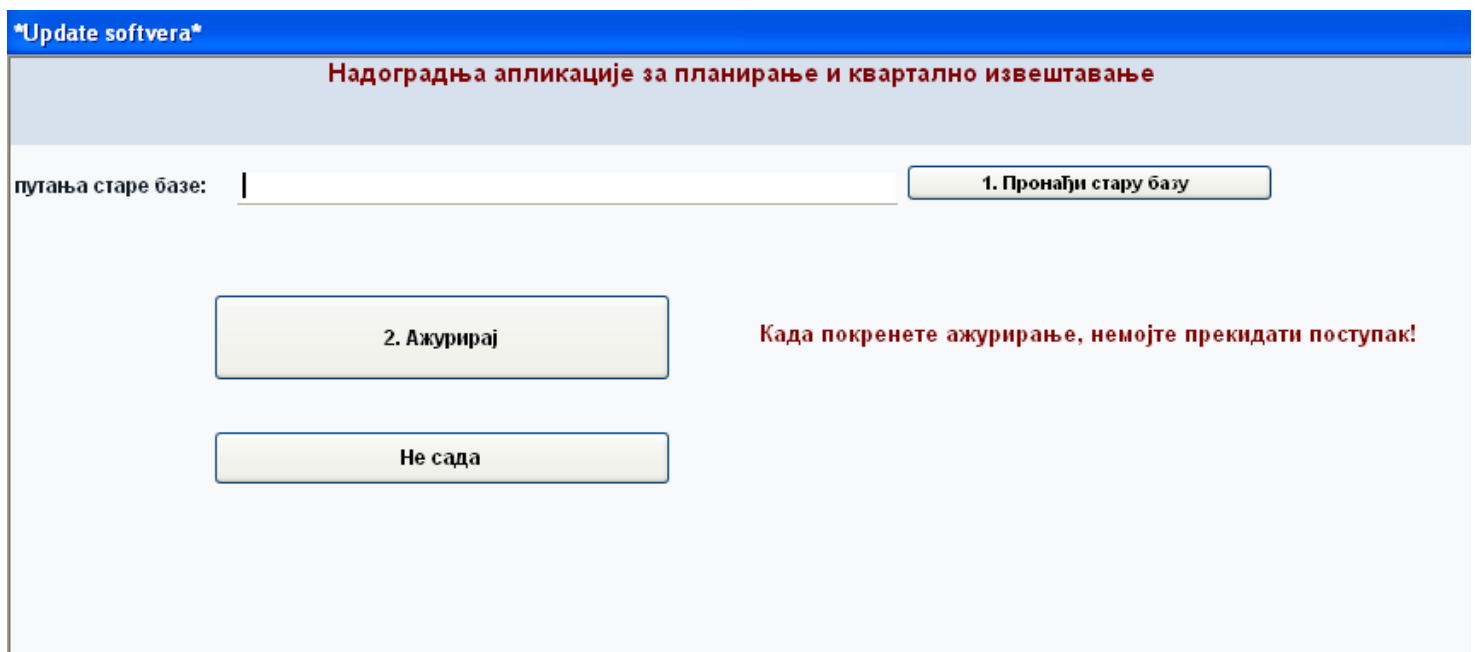 *Update softvera*
Надоградња апликације за планирање и квартално извештавање
путања старе базе:
1. Пронађи стару базу
2. Ажурирај
Када покренете ажурирање, немојте прекидати поступак!
Не сада